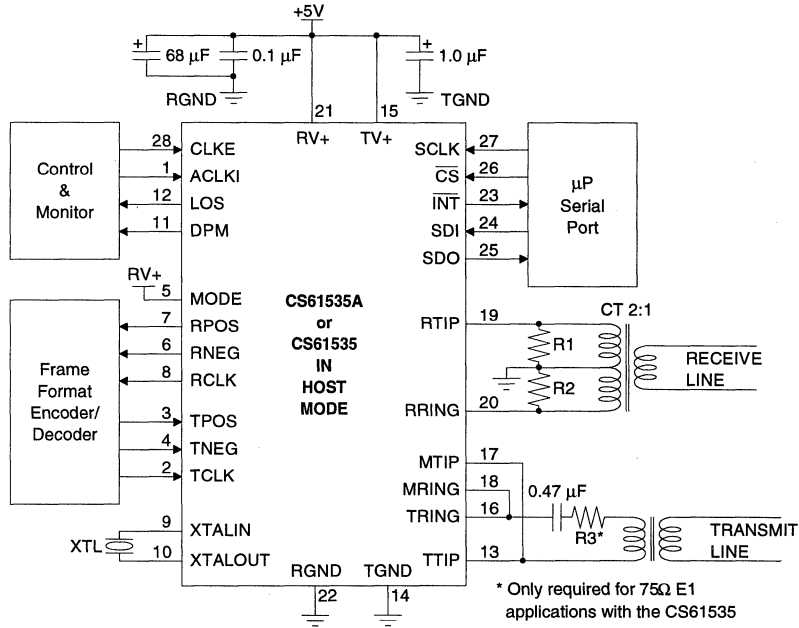 +5V
+
68 μF
0.1 μF
+
1.0 μF
RGND
TGND
21
15
RV+
TV+
Control
&
Monitor
28 CLKE
1 ACLKI
12 LOS
11 DPM
SCLK 27
CS 26
INT 23
SDI 24
SDO 25
μP
Serial
Port
RV+
5 MODE
7 RPOS
6 RNEG
8 RCLK
3 TPOS
4 TNEG
2 TCLK
Frame
Format
Encoder/
Decoder
CS61535A
or
CS61535
IN
HOST
MODE
RTIP 19
CT 2:1
R1
R2
RECEIVE
LINE
RRING 20
MTIP 17
MRING 18
TRING 16
TTIP 13
0.47 μF
R3*
TRANSMIT
LINE
XTL
9 XTALIN
10 XTALOUT
RGND
TGND
22
14
* Only required for 75Ω E1
applications with the CS61535